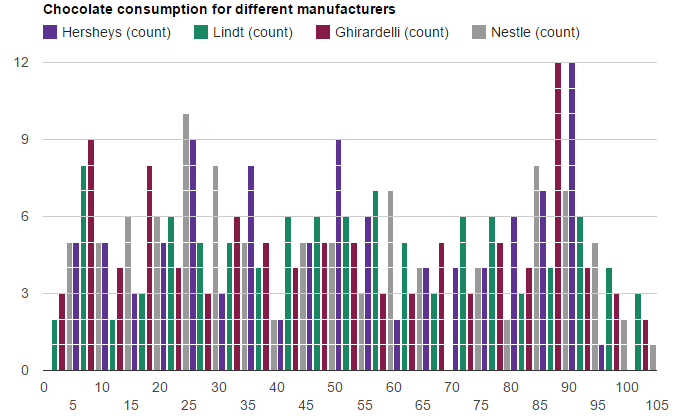 Chocolate consumption for different manufacturers
Hersheys (count) Lindt (count) Ghirardelli (count) Nestle (count)
12
9
6
3
0
0 10 20 30 40 50 60 70 80 90 100
5 15 25 35 45 55 65 75 85 95 105